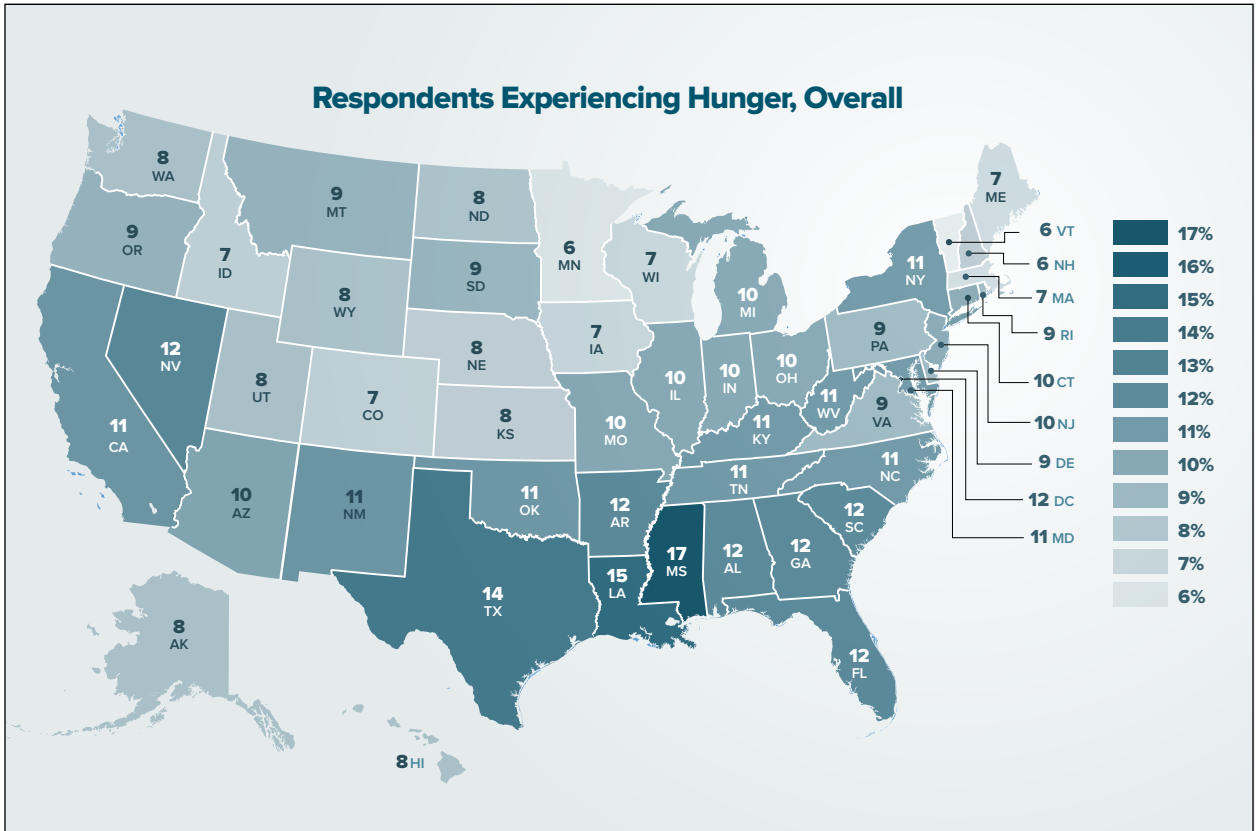 Respondents Experiencing Hunger, Overall
8
WA
9
OR
7
ID
9
MT
8
ND
6
MN
7
WI
9
SD
8
WY
12
NV
11
CA
8
UT
7
CO
8
NE
7
IA
8
KS
10
MO
10
IL
10
IN
10
MI
10
OH
11
NY
9
PA
7
ME
11
WV
9
VA
11
KY
11
TN
11
NC
10
AZ
11
NM
11
OK
12
AR
12
SC
14
TX
15
LA
17
MS
12
AL
12
GA
12
FL
8
AK
8 HI
6 VT
6 NH
7 MA
9 RI
10 CT
10 NJ
9 DE
12 DC
11 MD
17%
16%
15%
14%
13%
12%
11%
10%
9%
8%
7%
6%